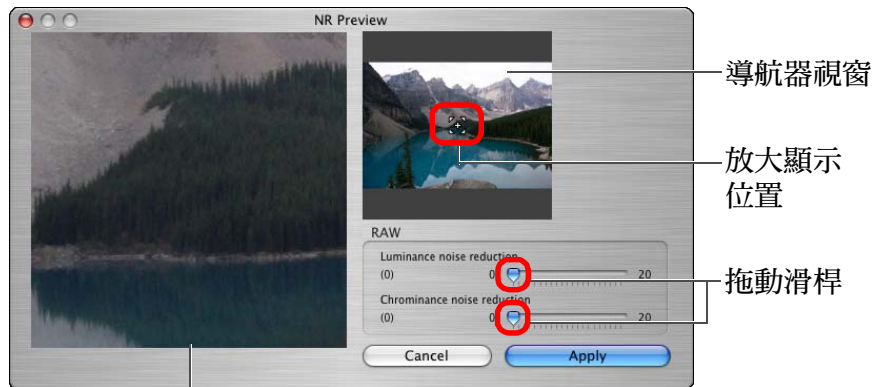 NR Preview
導航器視窗
放大顯示
位置
RAW
Luminance noise reduction
(0) 0 20
拖動滑桿
Chrominance noise reduction
(0) 0 20
Cancel Apply